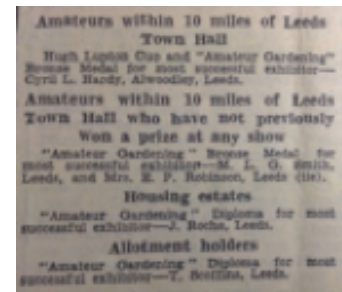 Amateurs within 10 miles of Leeds
Town Hall
Hugh Lupton Cup and "Amateur Gardening"
Bronze Medal for most successful exhibitor—
Cyril L. Hardy, Alwoodley, Leeds.
Amateurs within 10 miles of Leeds
Town Hall who have not previously
Won a prize at any show
"Amateur Gardening" Bronze Medal for
most successful exhibitor—M. L. G. Smith,
Leeds, and Mrs. E. P. Robinson, Leeds (tie).
Housing estates
"Amateur Gardening" Diploma for most
successful exhibitor—J. Roche, Leeds.
Allotment holders
"Amateur Gardening" Diploma for most
successful exhibitor—T. Leeds.